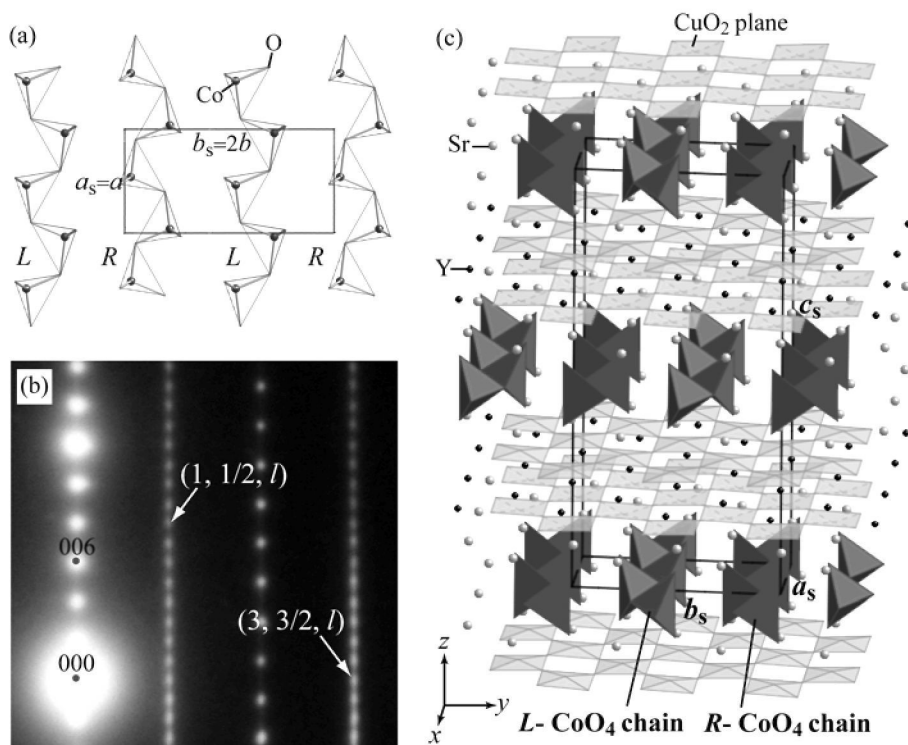 (a)
O
Co
b_s=2b
a_s=a
L
R
L
R
(b)
(1, 1/2, l)
006
(3, 3/2, l)
000
(c)
CuO₂ plane
Sr
Y
c_s
a_s
b_s
z
y
x
L- CoO₄ chain
R- CoO₄ chain